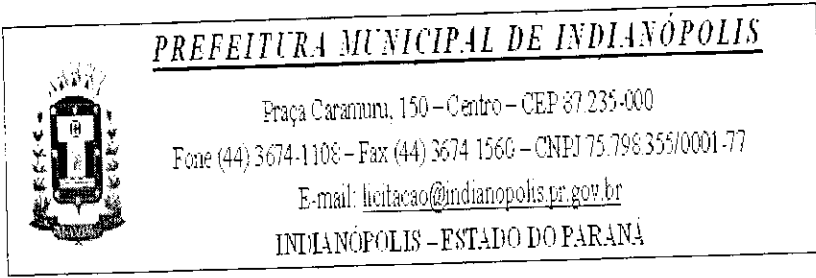 PREFEITURA MUNICIPAL DE INDIANÓPOLIS
Praça Caramuru, 150 – Centro – CEP 87.235-000
Fone (44) 3674-1108 – Fax (44) 3674 1560 – CNPJ 75.798.355/0001-77
E-mail: licitacao@indianopolis.pr.gov.br
INDIANÓPOLIS – ESTADO DO PARANÁ